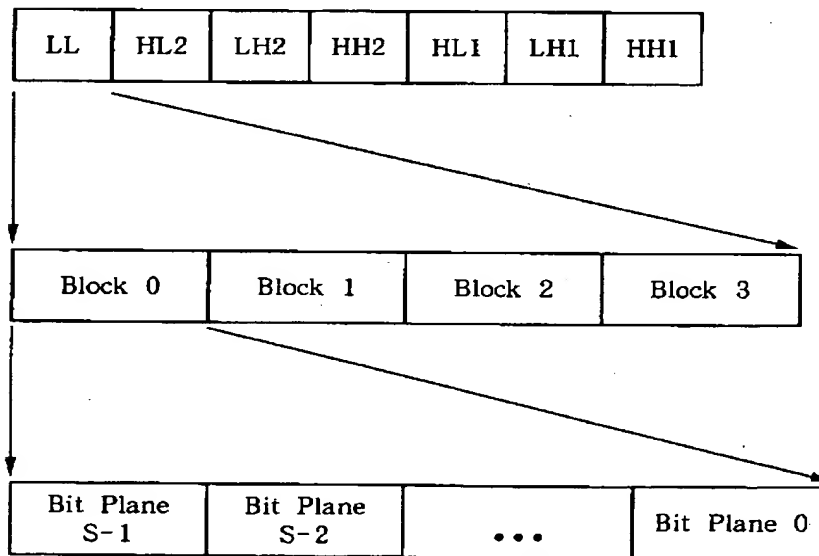 LL HL2 LH2 HH2 HL1 LH1 HH1
Block 0 Block 1 Block 2 Block 3
Bit Plane Bit Plane
S-1 S-2 ... Bit Plane 0